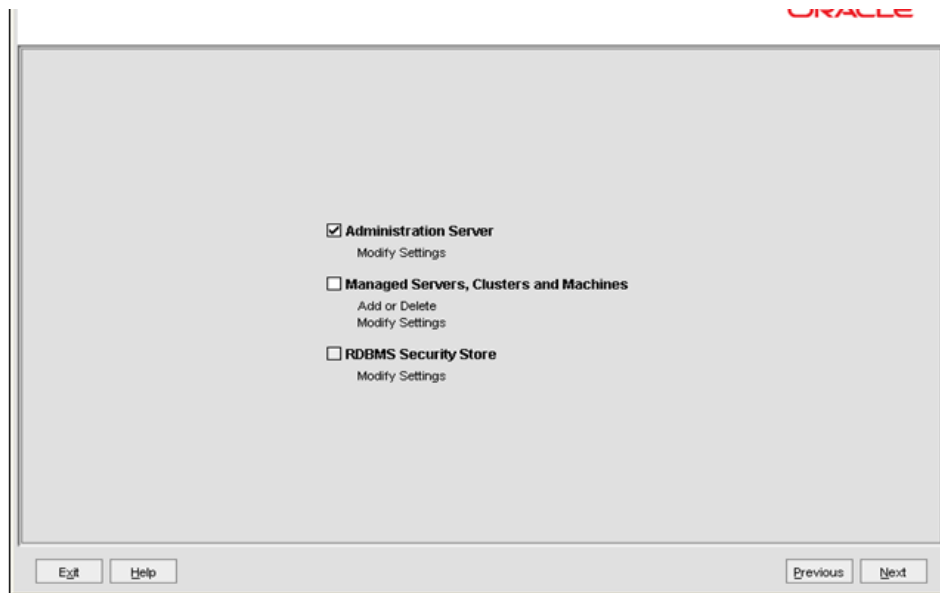 ORACLE
Administration Server
Modify Settings
Managed Servers, Clusters and Machines
Add or Delete
Modify Settings
RDBMS Security Store
Modify Settings
Exit Help Previous Next